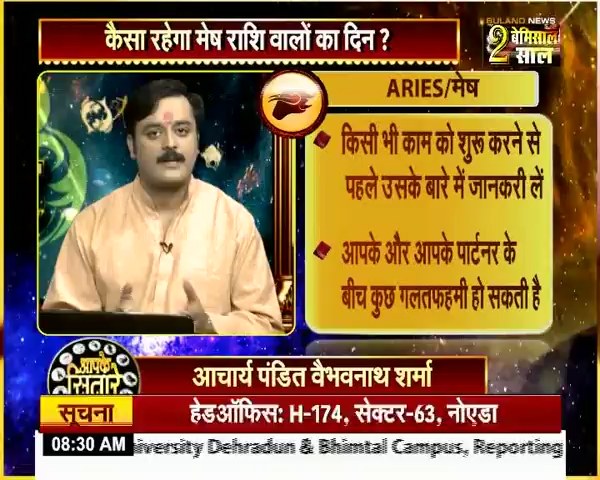 कैसा रहेगा मेष राशि वालों का दिन ?
BULAND NEWS
2 बेमिसाल
साल
ARIES/मेष
किसी भी काम को शुरू करने से
पहले उसके बारे में जानकरी लें
आपके और आपके पार्टनर के
बीच कुछ गलतफहमी हो सकती है
आपके
सितारे
आचार्य पंडित वैभवनाथ शर्मा
सूचना
हेडऑफिस: H-174, सेक्टर-63, नोएडा
08:30 AM
iversity Dehradun & Bhimtal Campus, Reporting